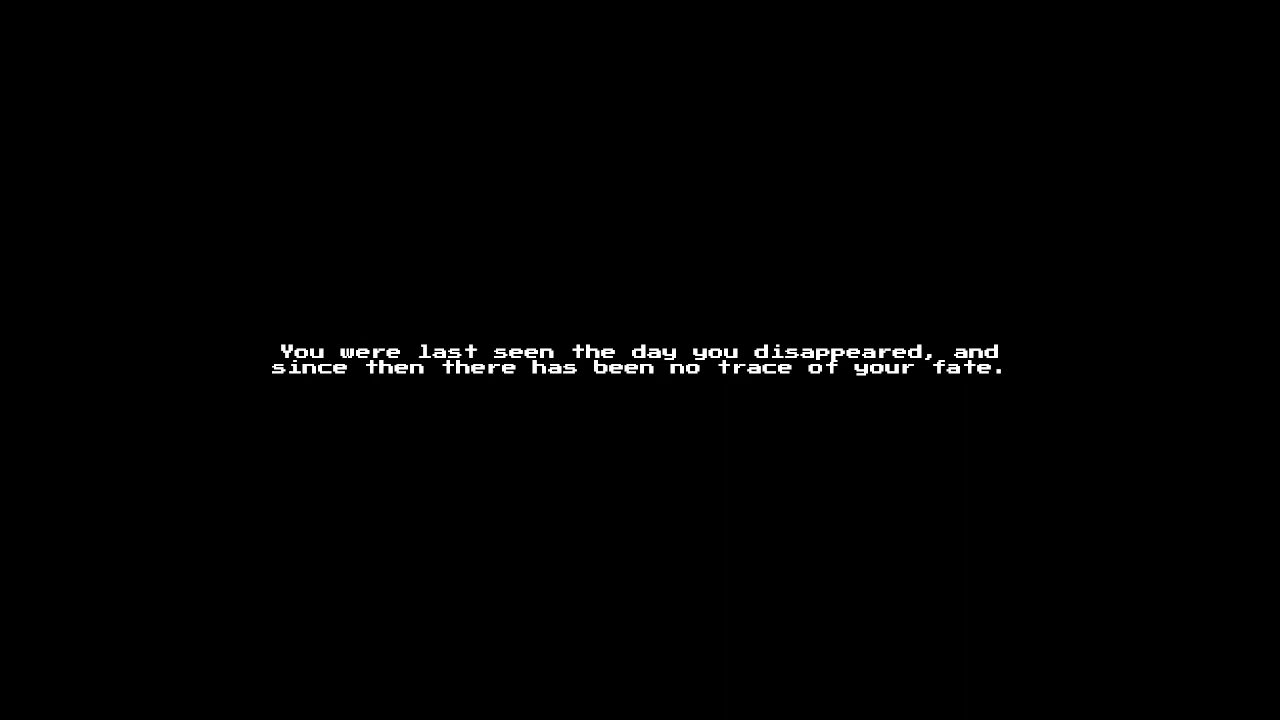 You were last seen the day you disappeared, and
since then there has been no trace of your fate.